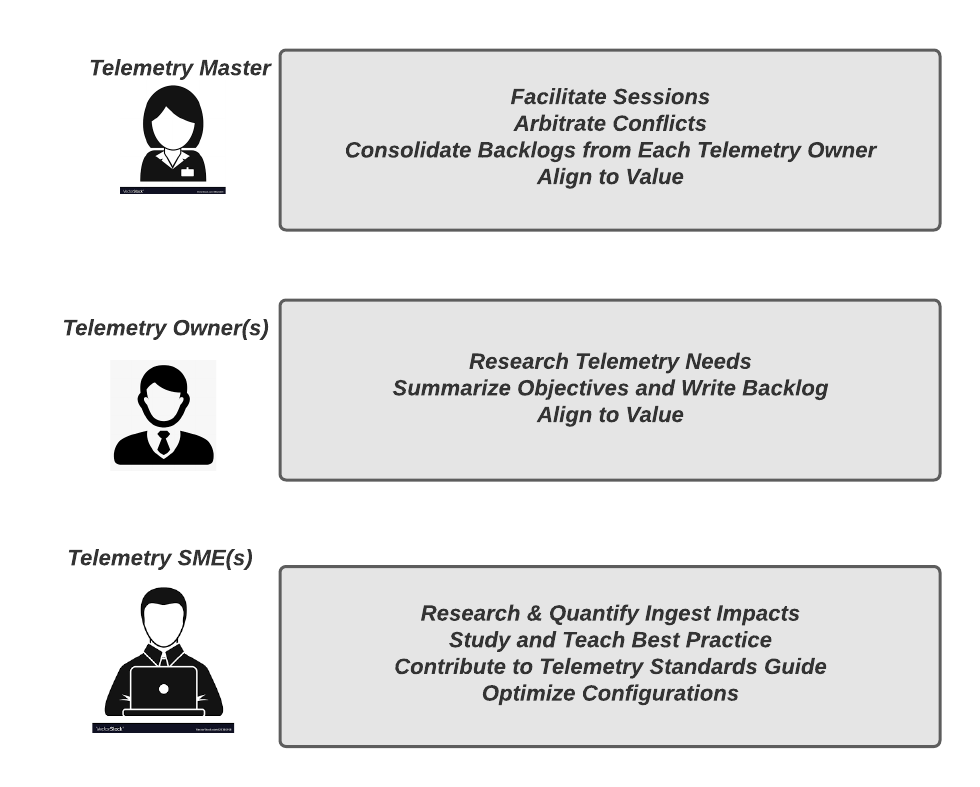 Telemetry Master
Facilitate Sessions
Arbitrate Conflicts
Consolidate Backlogs from Each Telemetry Owner
Align to Value
VectorStock
Telemetry Owner(s)
Research Telemetry Needs
Summarize Objectives and Write Backlog
Align to Value
Telemetry SME(s)
Research & Quantify Ingest Impacts
Study and Teach Best Practice
Contribute to Telemetry Standards Guide
Optimize Configurations
VectorStock